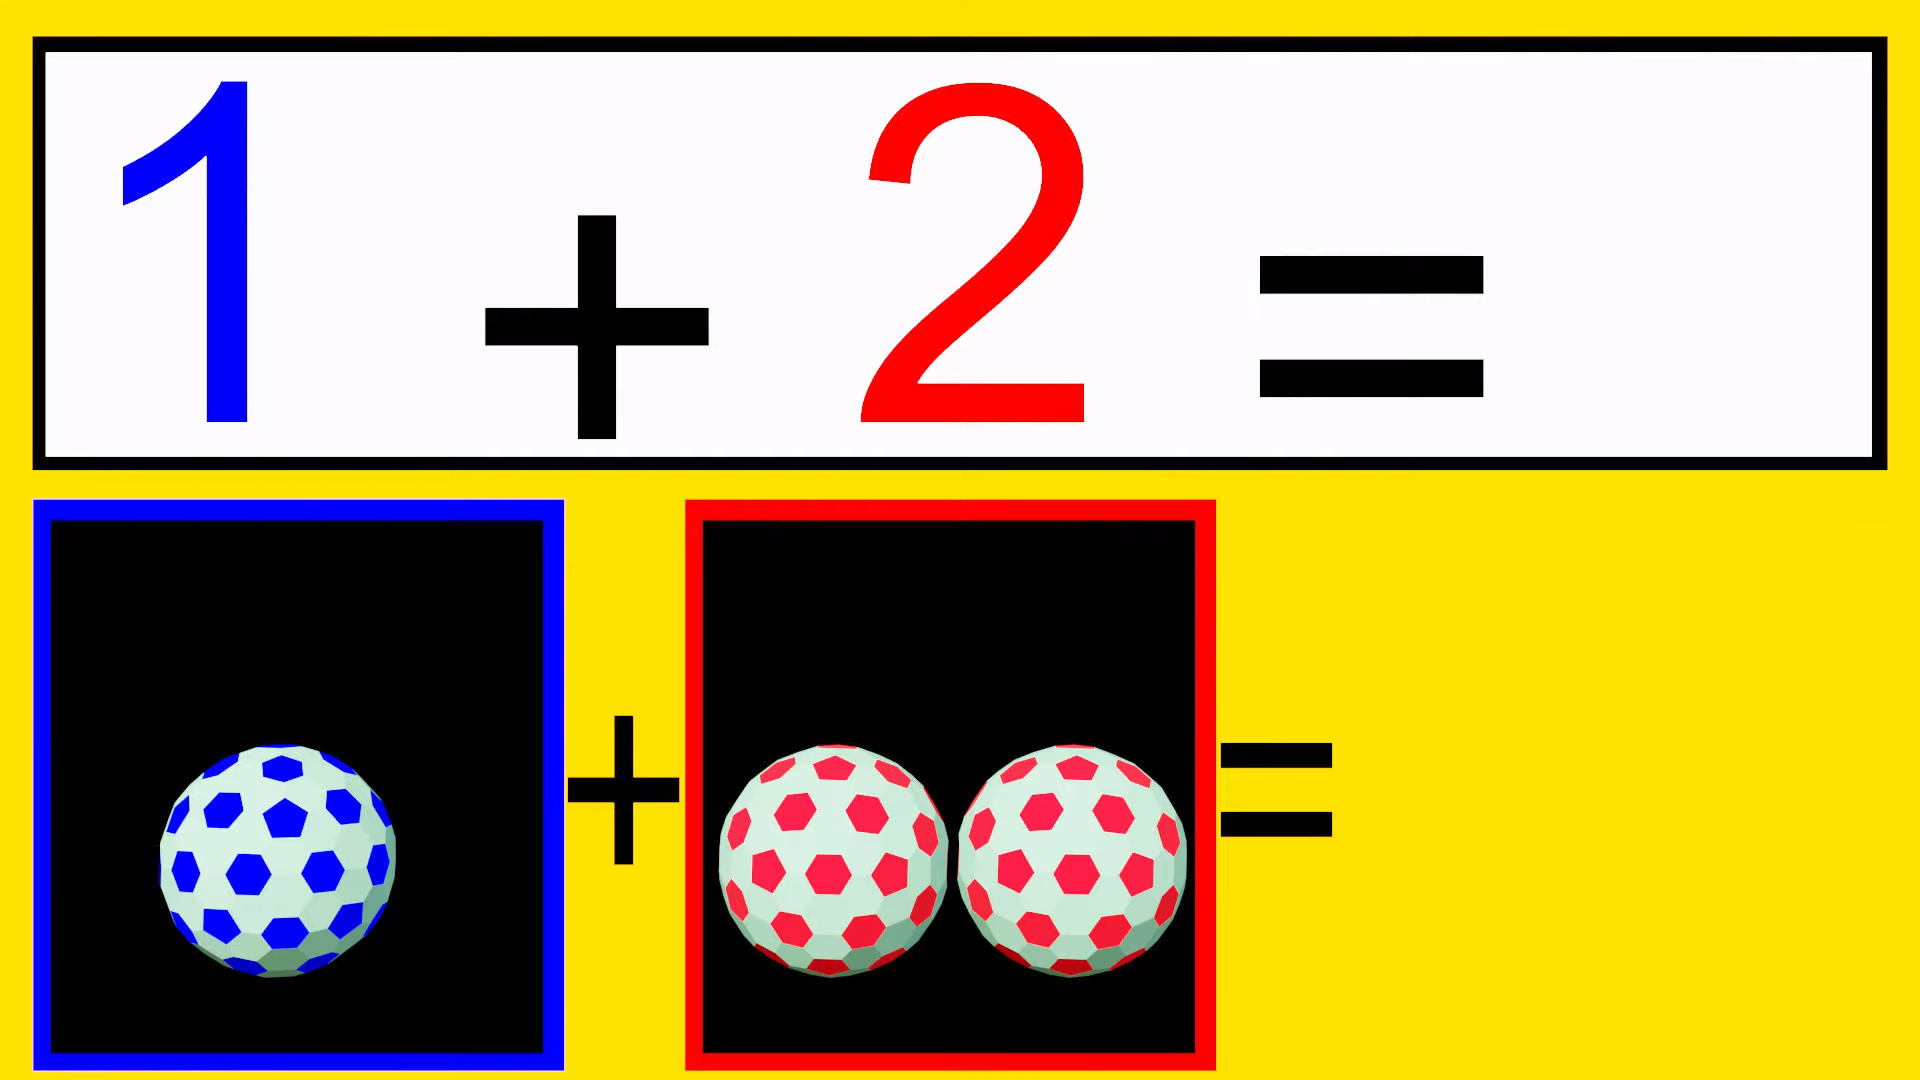 1 + 2 =
+ =